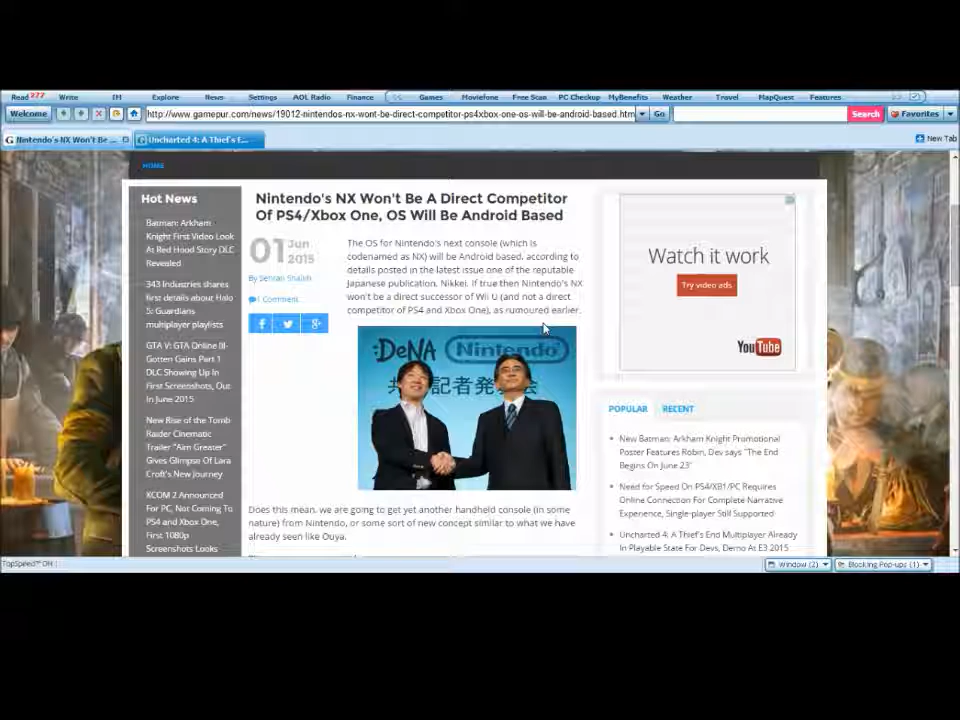 Read 277 Write IM Explore News Settings AOL Radio Finance Games Moviefone Free Scan PC Checkup MyBenefits Weather Travel MapQuest Features
Welcome http://www.gamepur.com/news/19012-nintendos-nx-wont-be-direct-competitor-ps4xbox-one-os-will-be-android-based.htm Go Search Favorites
Nintendo's NX Won't Be ... Uncharted 4: A Thief's E... New Tab
HOME
Hot News
Batman: Arkham
Knight First Video Look
At Red Hood Story DLC
Revealed
343 Industries shares
first details about Halo
5: Guardians
multiplayer playlists
GTA V: GTA Online Ill-
Gotten Gains Part 1
DLC Showing Up In
First Screenshots, Out
In June 2015
New Rise of the Tomb
Raider Cinematic
Trailer "Aim Greater"
Gives Glimpse Of Lara
Croft's New Journey
XCOM 2 Announced
For PC, Not Coming To
PS4 and Xbox One,
First 1080p
Screenshots Looks
Nintendo's NX Won't Be A Direct Competitor
Of PS4/Xbox One, OS Will Be Android Based
01 Jun
2015
By Semran Shaikh
1 Comment
The OS for Nintendo's next console (which is
codenamed as NX) will be Android based, according to
details posted in the latest issue one of the reputable
Japanese publication, Nikkei. If true then Nintendo's NX
won't be a direct successor of Wii U (and not a direct
competitor of PS4 and Xbox One), as rumoured earlier.
:DeNA Nintendo
Does this mean, we are going to get yet another handheld console (in some
nature) from Nintendo, or some sort of new concept similar to what we have
already seen like Ouya.
Watch it work
Try video ads
YouTube
POPULAR RECENT
New Batman: Arkham Knight Promotional
Poster Features Robin, Dev says "The End
Begins On June 23"
Need for Speed On PS4/XB1/PC Requires
Online Connection For Complete Narrative
Experience, Single-player Still Supported
Uncharted 4: A Thief's End Multiplayer Already
In Playable State For Devs, Demo At E3 2015
TopSpeed™ ON Window (2) Blocking Pop-ups (1)